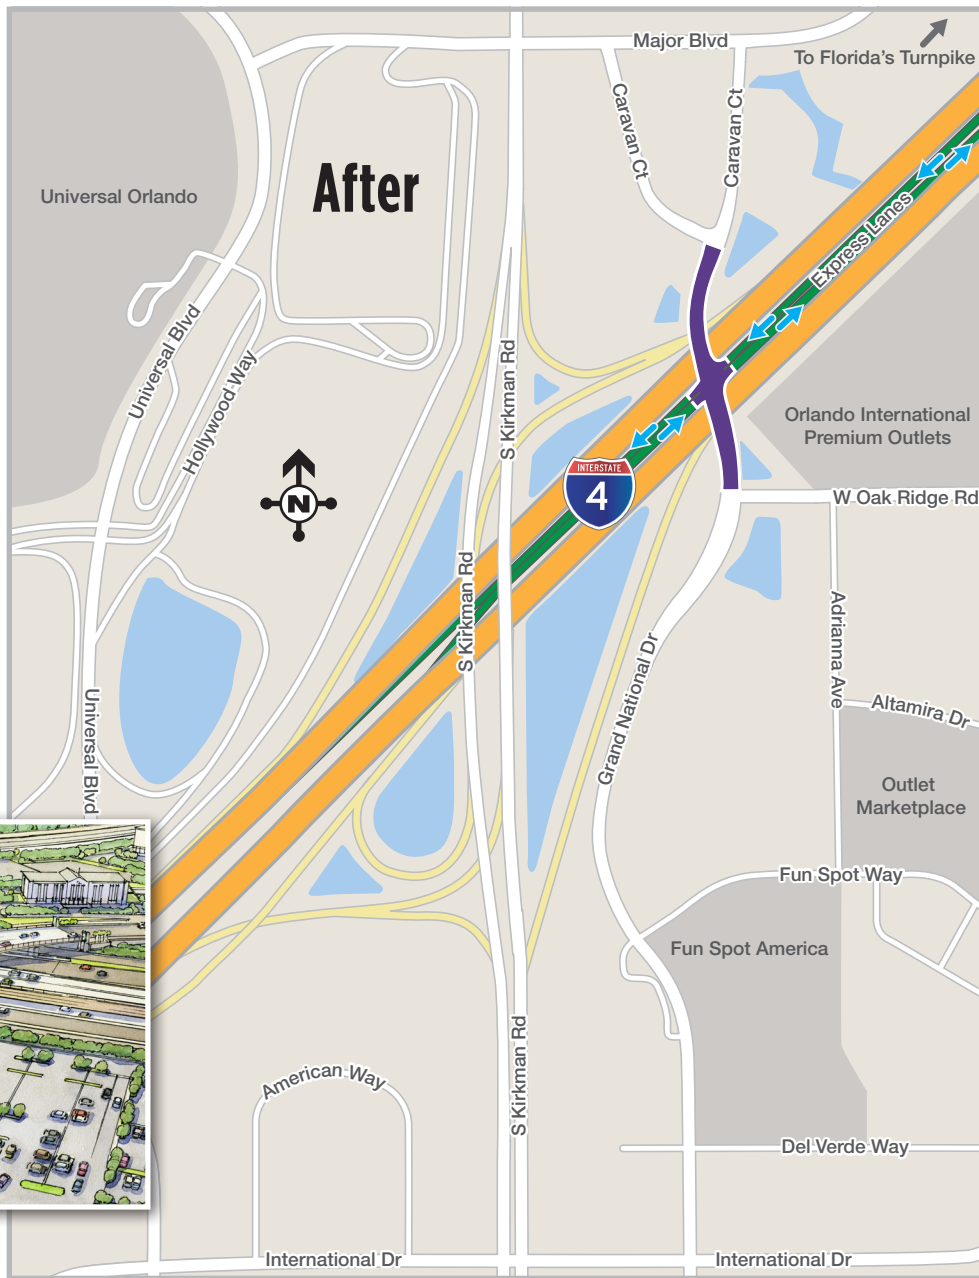 Major Blvd
To Florida's Turnpike
Caravan Ct
Caravan Ct
Universal Orlando
After
Express Lanes
Universal Blvd
Hollywood Way
S Kirkman Rd
Orlando International
Premium Outlets
N
INTERSTATE
4
W Oak Ridge Rd
S Kirkman Rd
Adrianna Ave
Grand National Dr
Altamira Dr
Universal Blvd
Outlet
Marketplace
Fun Spot Way
Fun Spot America
S Kirkman Rd
American Way
Del Verde Way
International Dr
International Dr